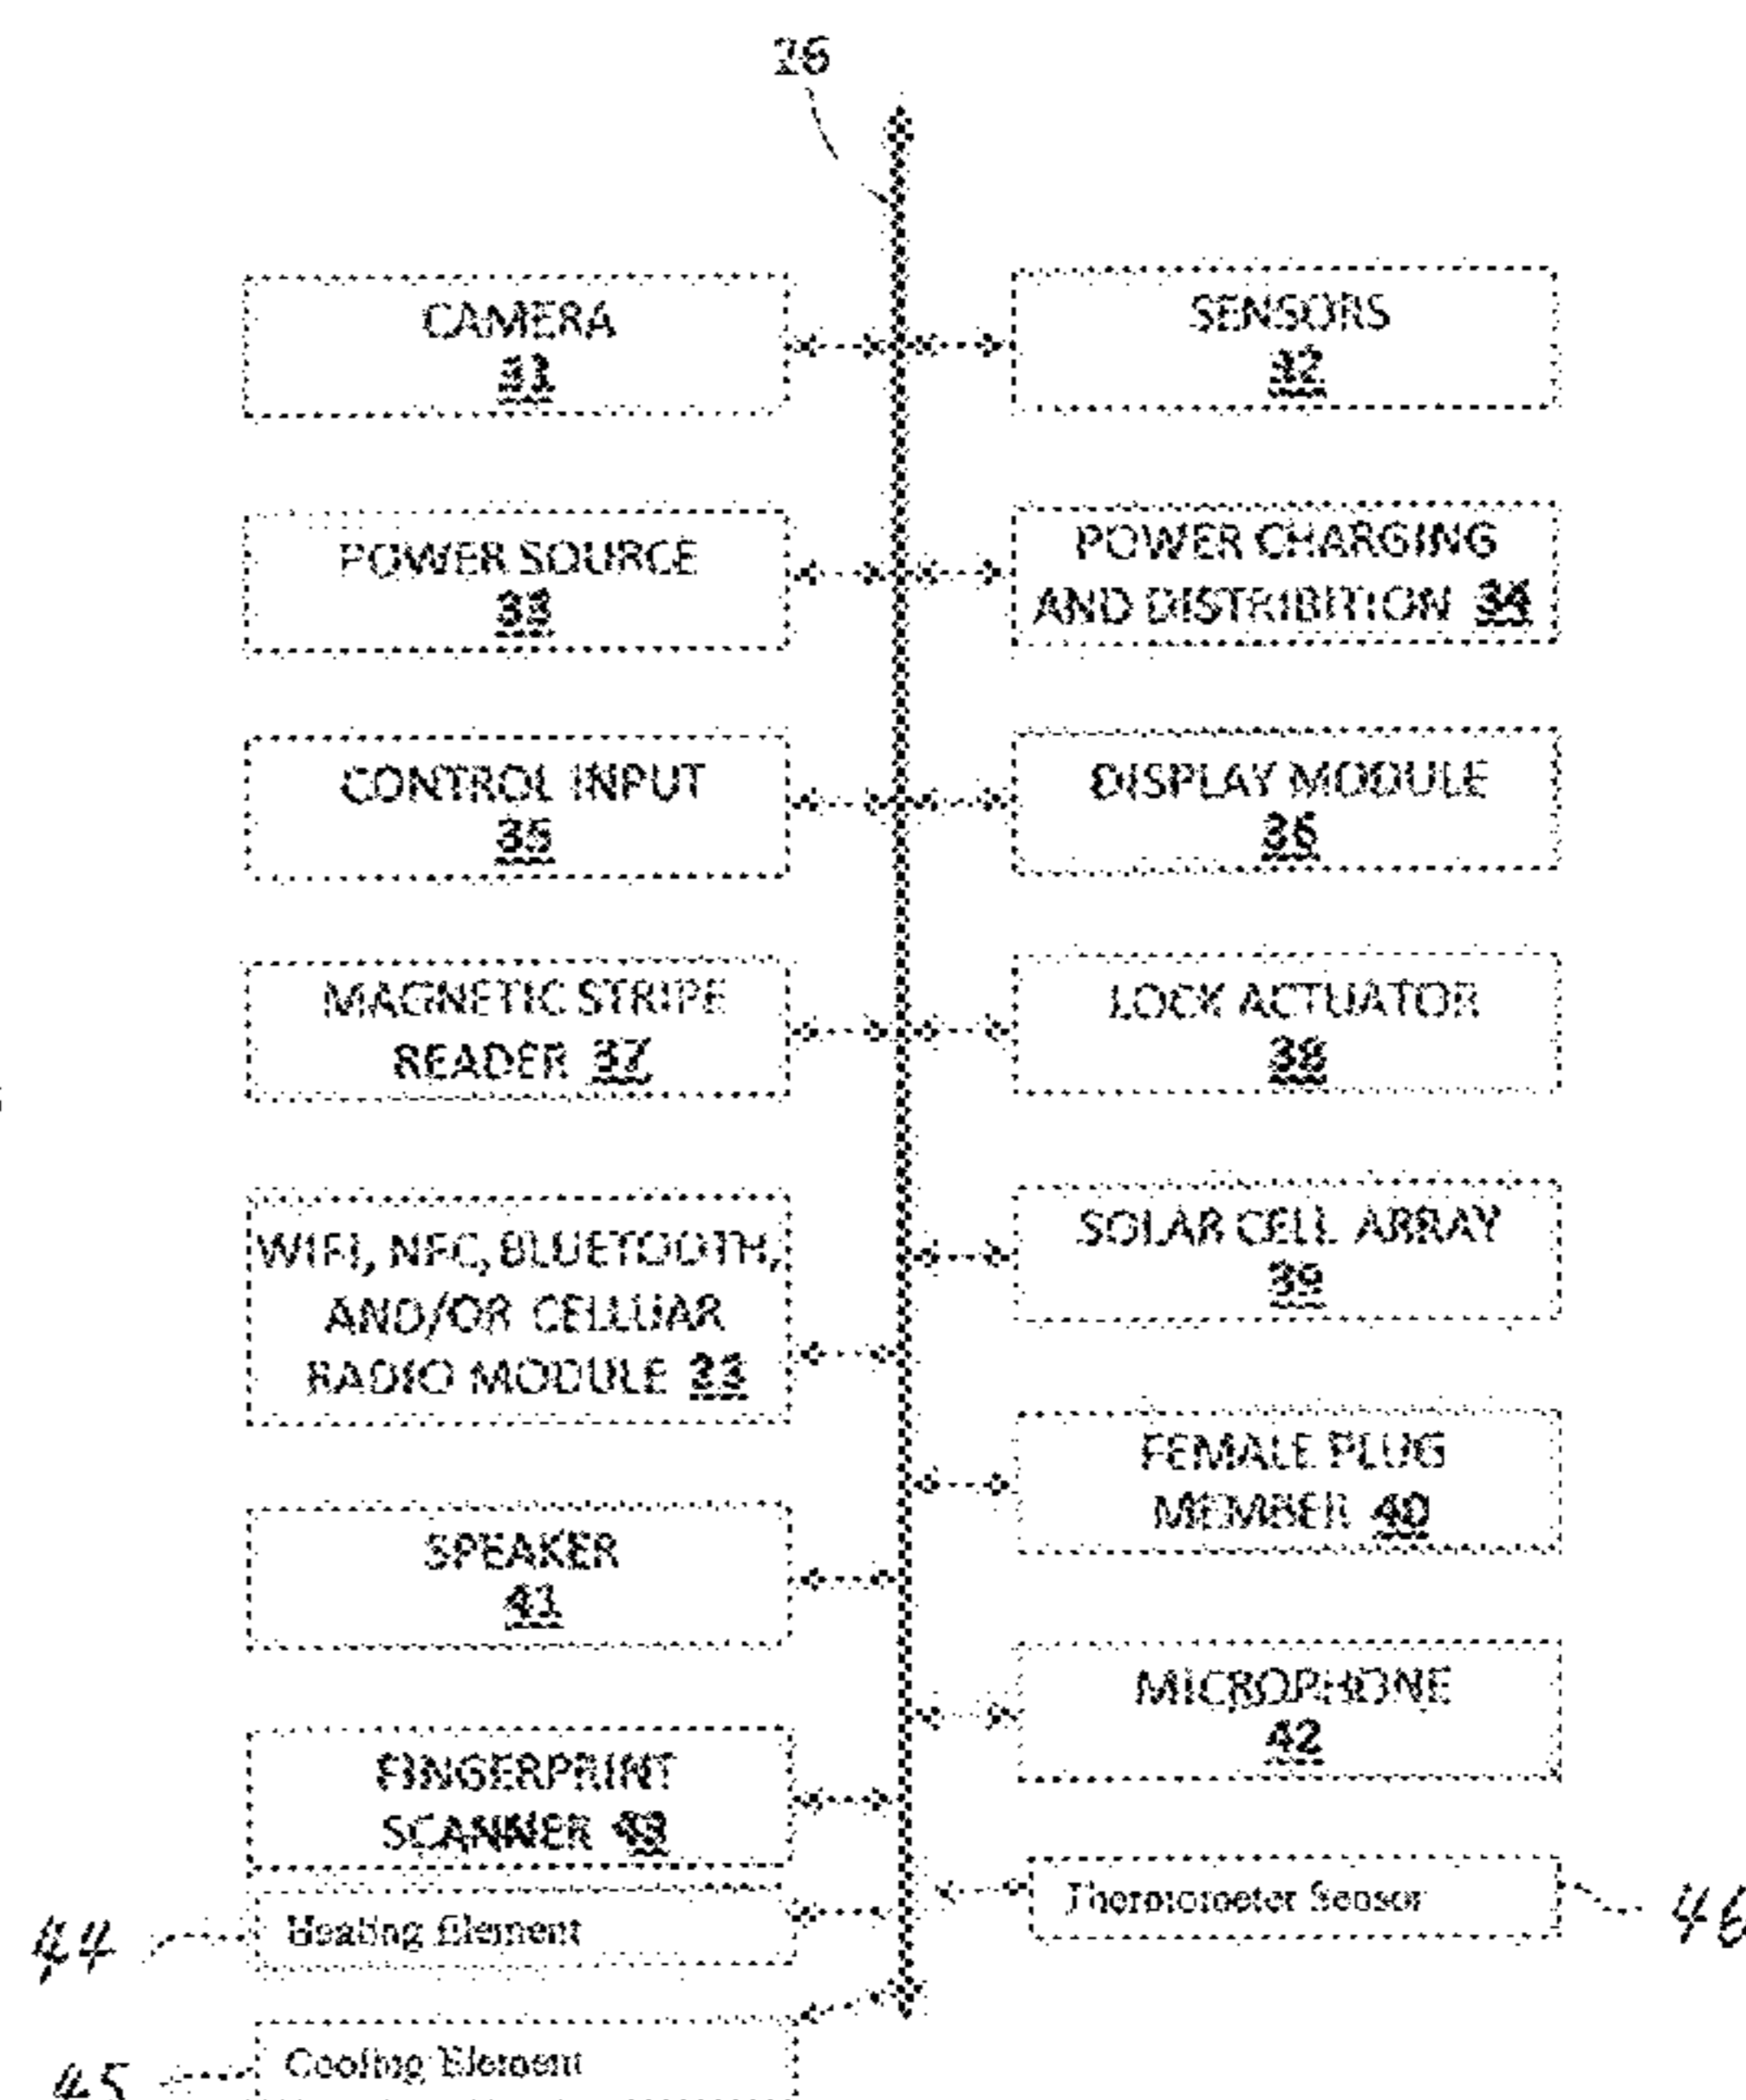 26
CAMERA
31
SENSORS
32
POWER SOURCE
33
POWER CHARGING
AND DISTRIBITION 34
CONTROL INPUT
35
DISPLAY MODULE
36
MAGNETIC STRIPE
READER 37
LOCK ACTUATOR
38
WIFI, NFC, BLUETOOTH,
AND/OR CELLUAR
RADIO MODULE 23
SOLAR CELL ARRAY
39
FEMALE PLUG
MEMBER 40
SPEAKER
41
MICROPHONE
42
FINGERPRINT
SCANNER 43
Thermometer Sensor
46
44
Heating Element
45
Cooling Element